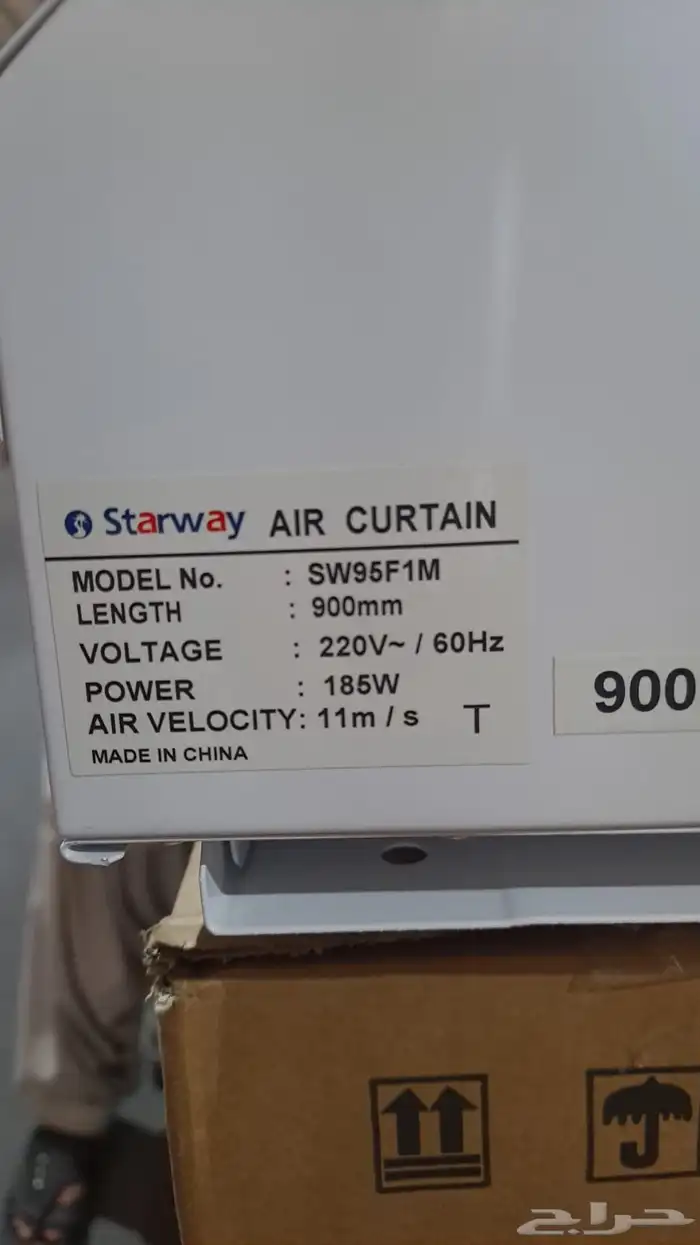 Starway AIR CURTAIN
MODEL No. : SW95F1M
LENGTH : 900mm
VOLTAGE : 220V~ / 60Hz
POWER : 185W
AIR VELOCITY: 11m / s T
MADE IN CHINA
900
حراج